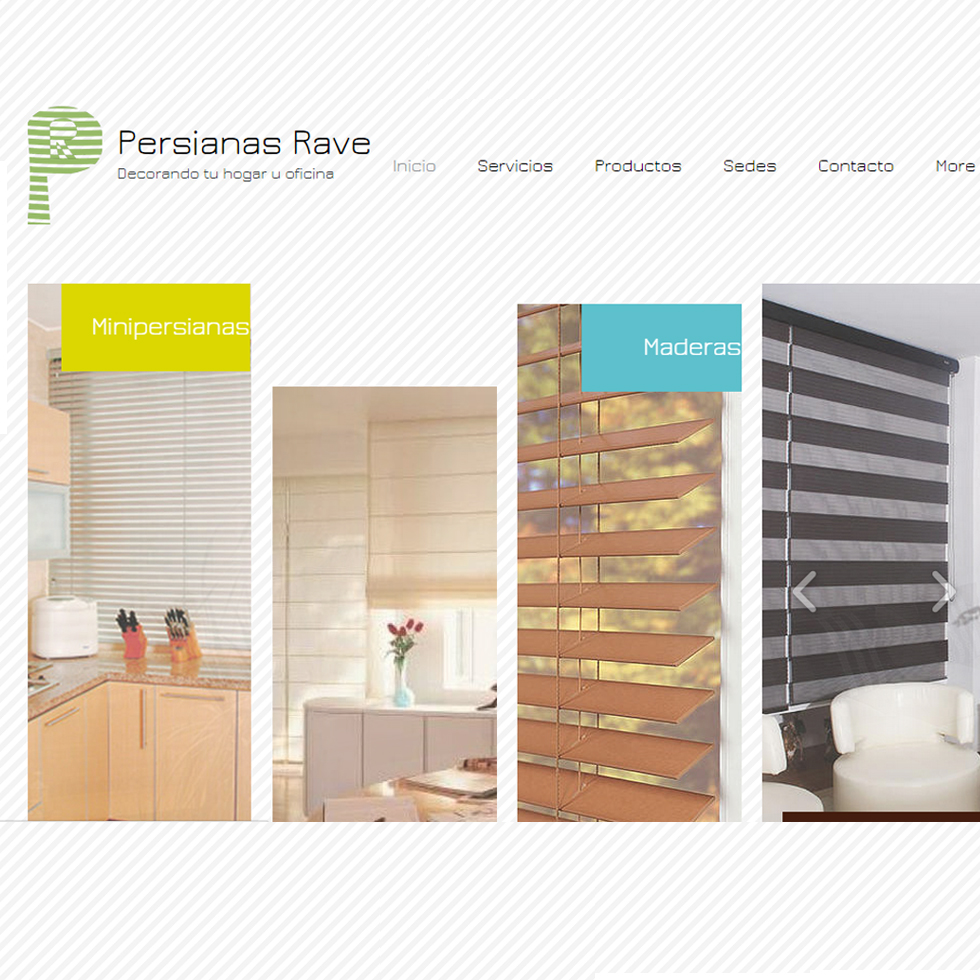 Persianas Rave
Decorando tu hogar u oficina
Inicio Servicios Productos Sedes Contacto More
Minipersianas
Maderas